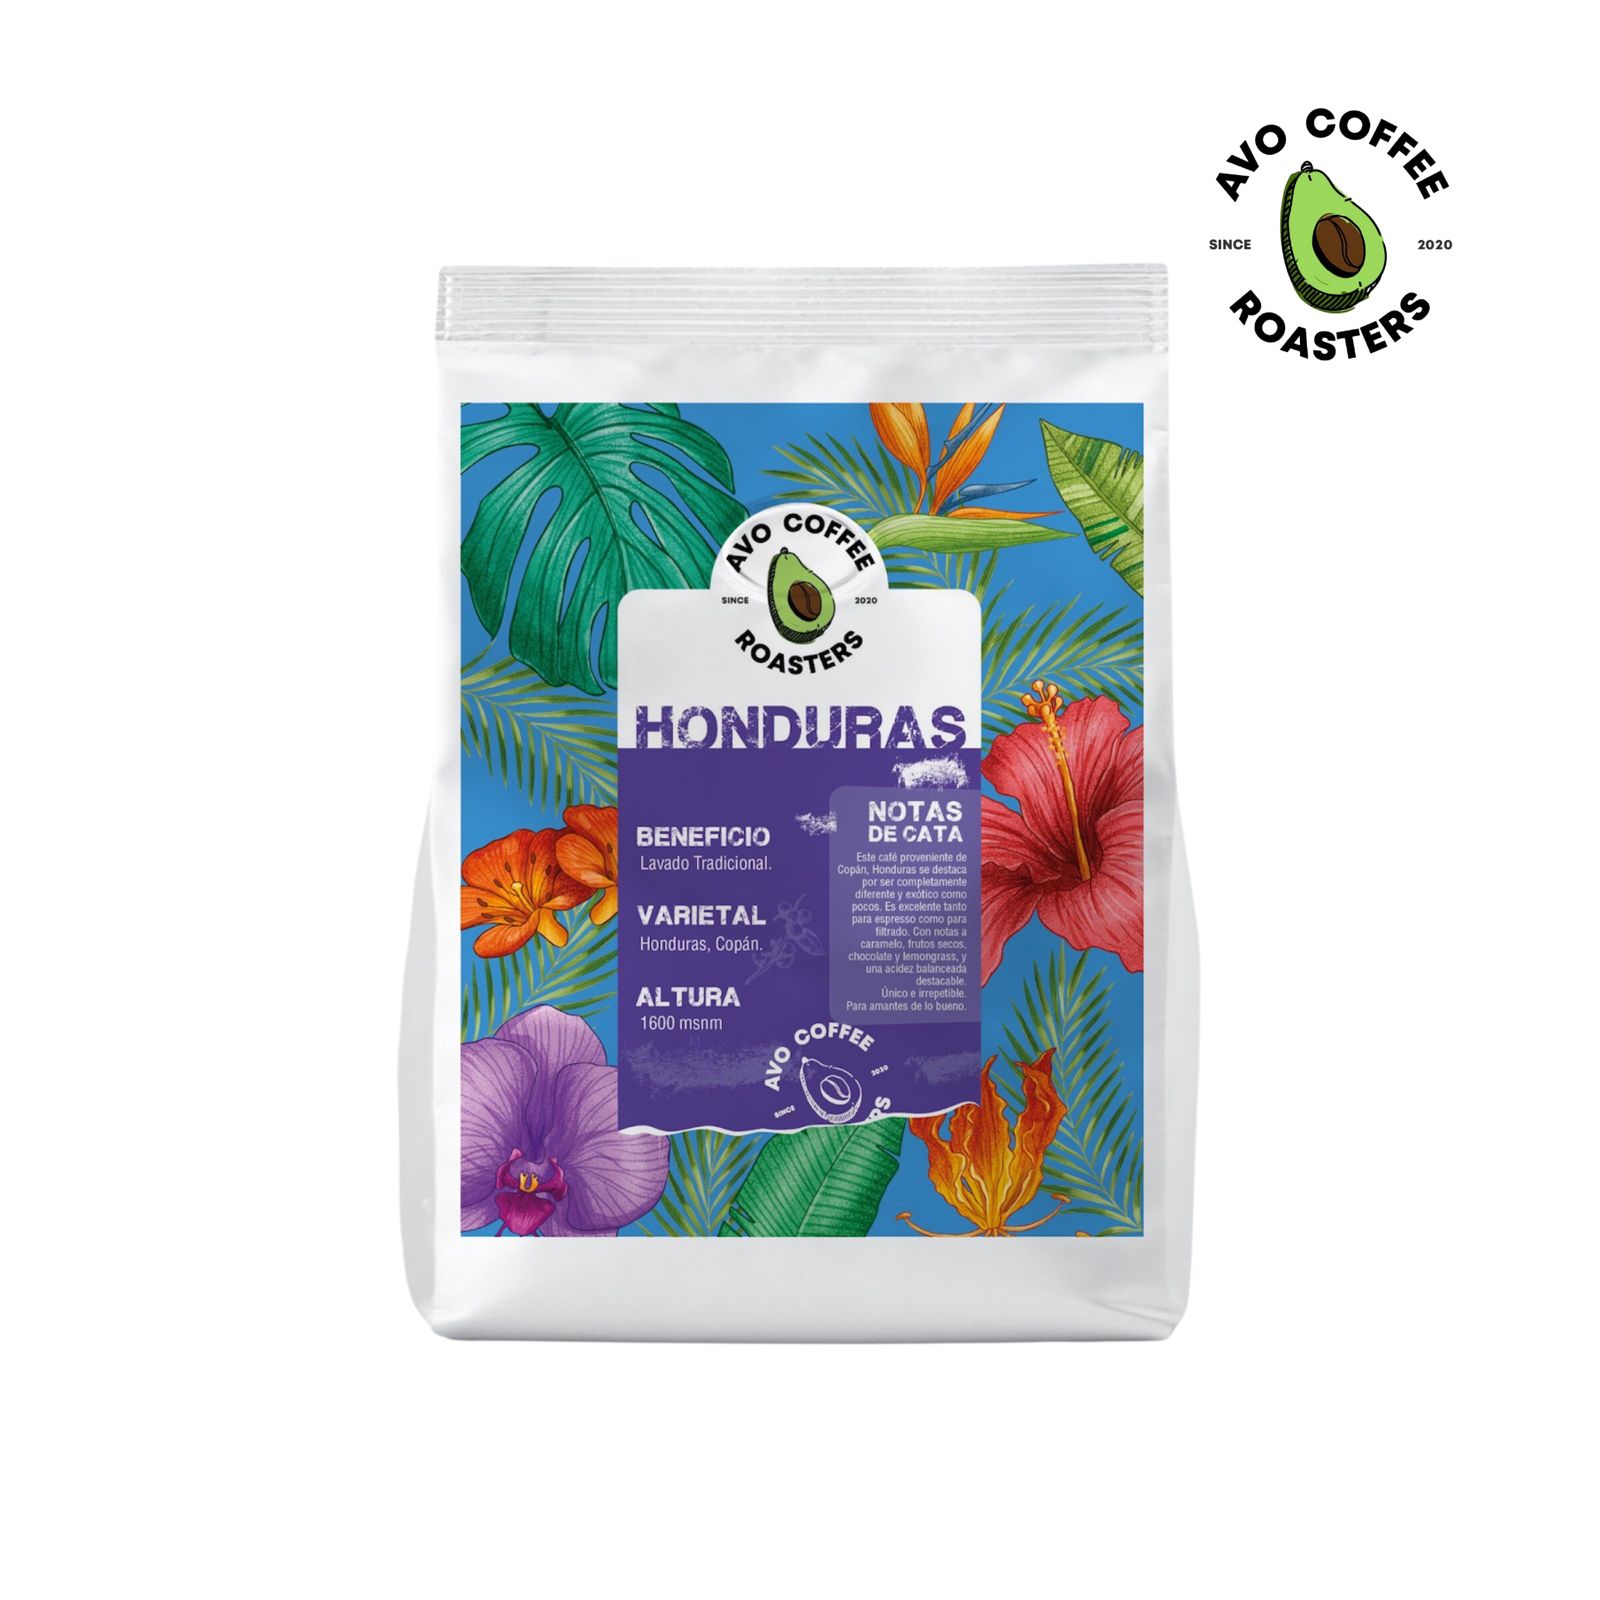 AVO COFFEE
SINCE 2020
ROASTERS
AVO COFFEE
SINCE 2020
ROASTERS
HONDURAS
BENEFICIO
Lavado Tradicional.
VARIETAL
Honduras, Copán.
ALTURA
1600 msnm
NOTAS
DE CATA
Este café proveniente de
Copán, Honduras se destaca
por ser completamente
diferente y exótico como
pocos. Es excelente tanto
para espresso como para
filtrado. Con notas a
caramelo, frutos secos,
chocolate y lemongrass, y
una acidez balanceada
destacable.
Único e irrepetible.
Para amantes de lo bueno.
AVO COFFEE
SINCE 2020
RS